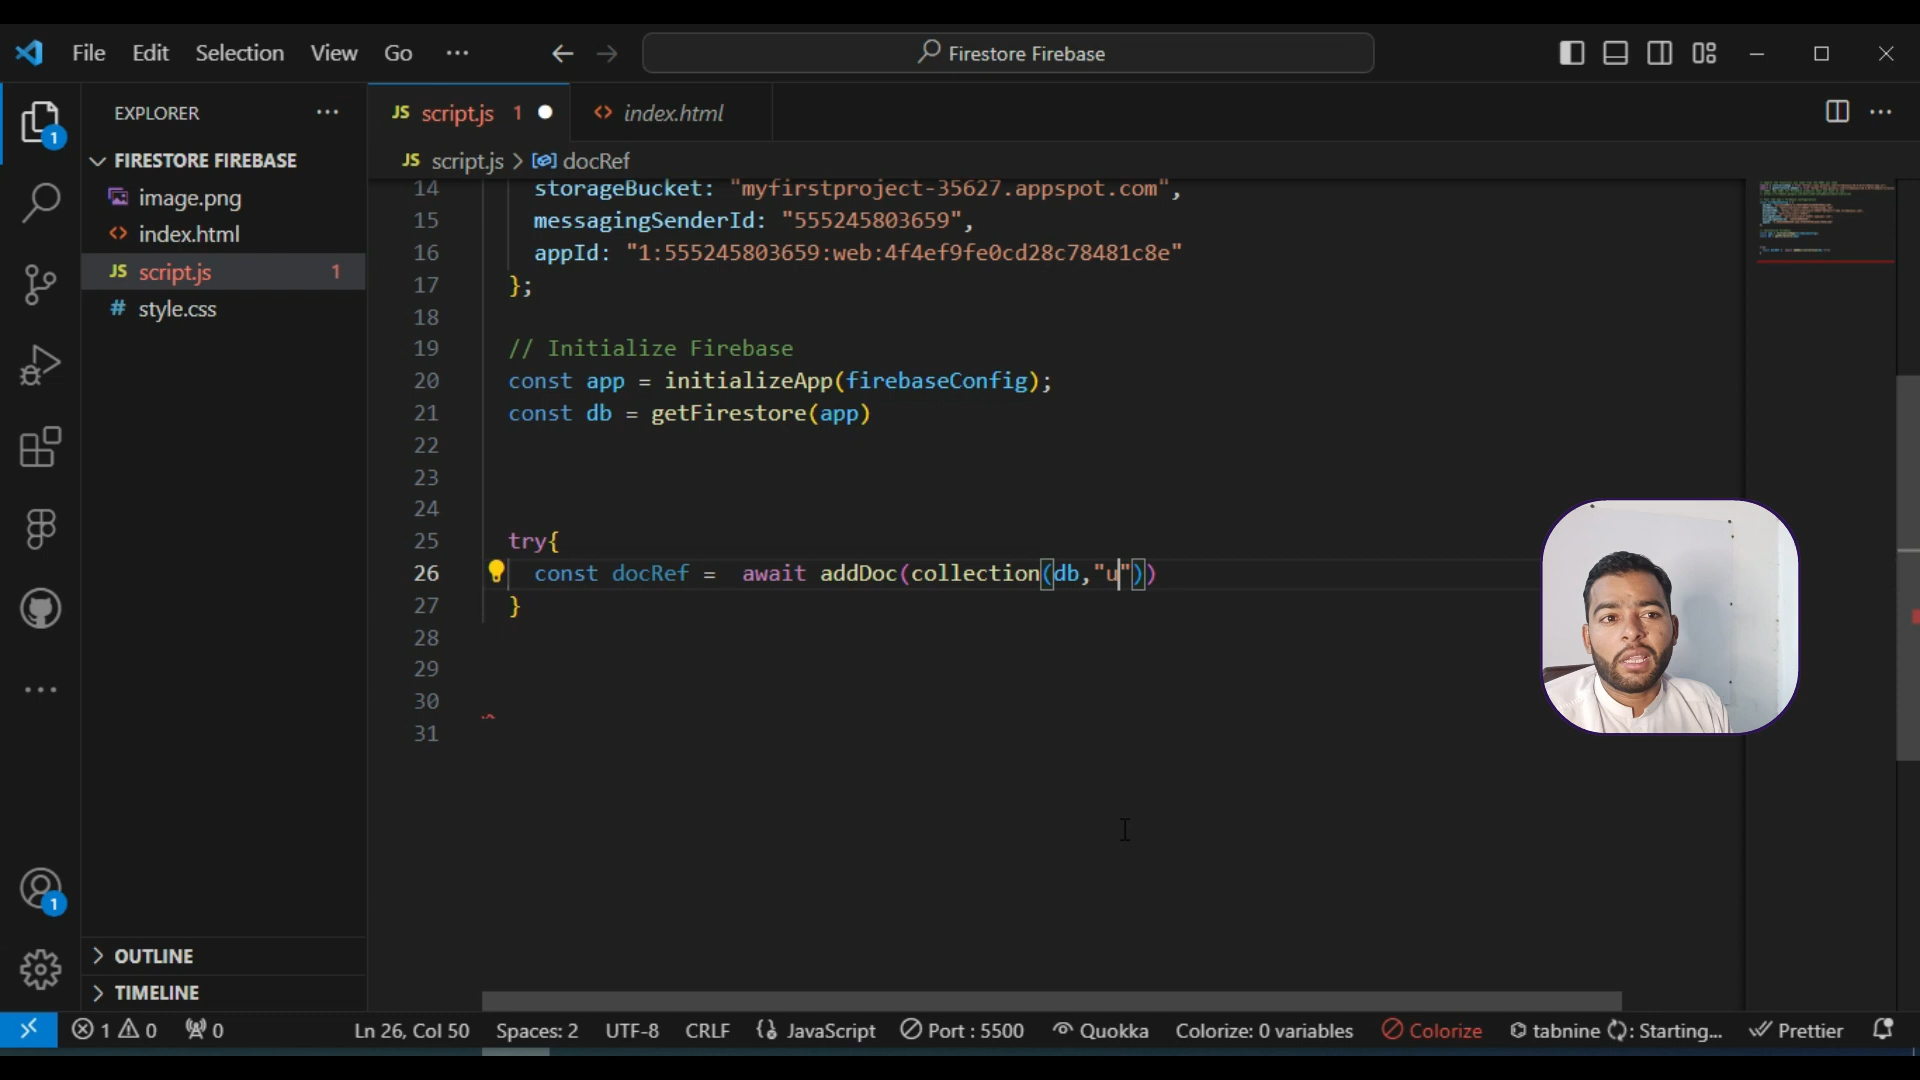 File Edit Selection View Go ···
Firestore Firebase
EXPLORER
FIRESTORE FIREBASE
image.png
index.html
JS script.js 1
# style.css
OUTLINE
TIMELINE
JS script.js 1
index.html
JS script.js > docRef
14 storageBucket: "myfirstproject-35627.appspot.com",
15 messagingSenderId: "555245803659",
16 appId: "1:555245803659:web:4f4ef9fe0cd28c78481c8e"
17 };
18
19 // Initialize Firebase
20 const app = initializeApp(firebaseConfig);
21 const db = getFirestore(app)
22
23
24
25 try{
26 const docRef =  await addDoc(collection(db,"u"))
27 }
28
29
30
31
1
1
1 0 0 Ln 26, Col 50 Spaces: 2 UTF-8 CRLF JavaScript Port : 5500 Quokka Colorize: 0 variables Colorize tabnine : Starting... Prettier